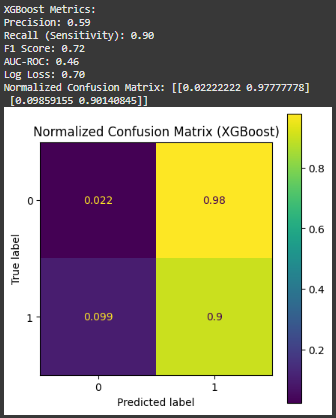 XGBoost Metrics:
Precision: 0.59
Recall (Sensitivity): 0.90
F1 Score: 0.72
AUC-ROC: 0.46
Log Loss: 0.70
Normalized Confusion Matrix: [[0.02222222 0.97777778]
[0.09859155 0.90140845]]
Normalized Confusion Matrix (XGBoost)
True label
0
0.022
0.98
1
0.099
0.9
0
1
Predicted label
0.8
0.6
0.4
0.2